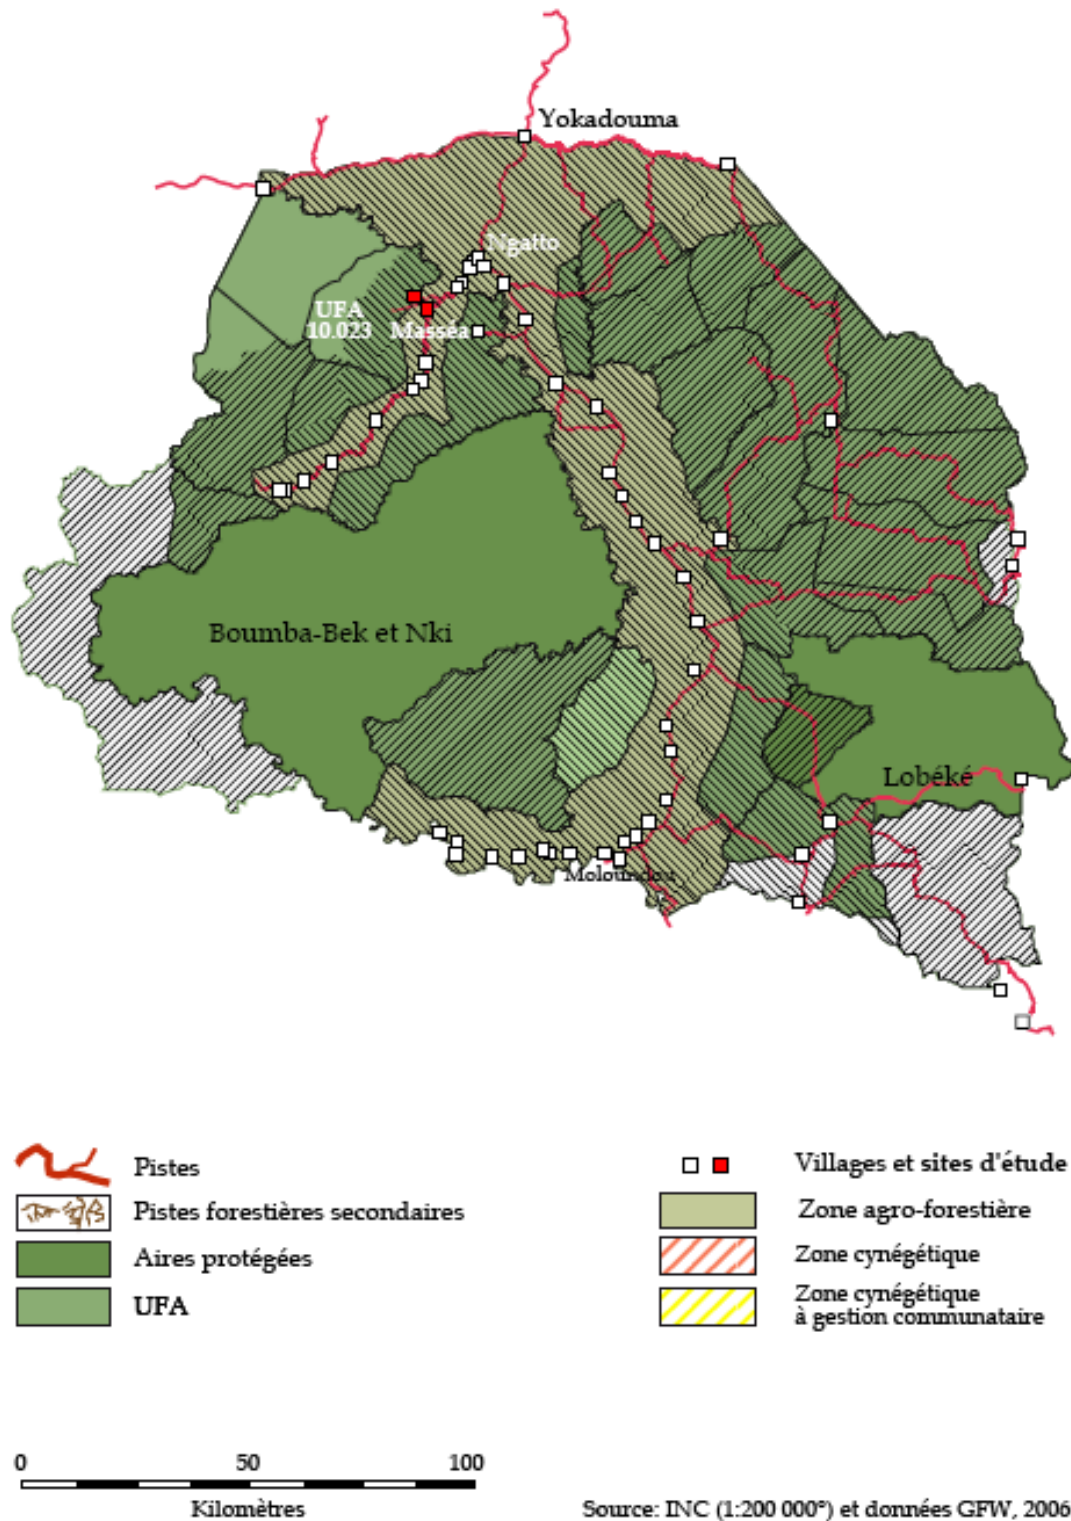 Yokadouma
Ngatto
UFA
10.023
Masséa
Boumba-Bek et Nki
Lobéké
Moloundou
Pistes
Pistes forestières secondaires
Aires protégées
UFA
Villages et sites d'étude
Zone agro-forestière
Zone cynégétique
Zone cynégétique
à gestion communataire
0 50 100
Kilomètres
Source: INC (1:200 000°) et données GFW, 2006